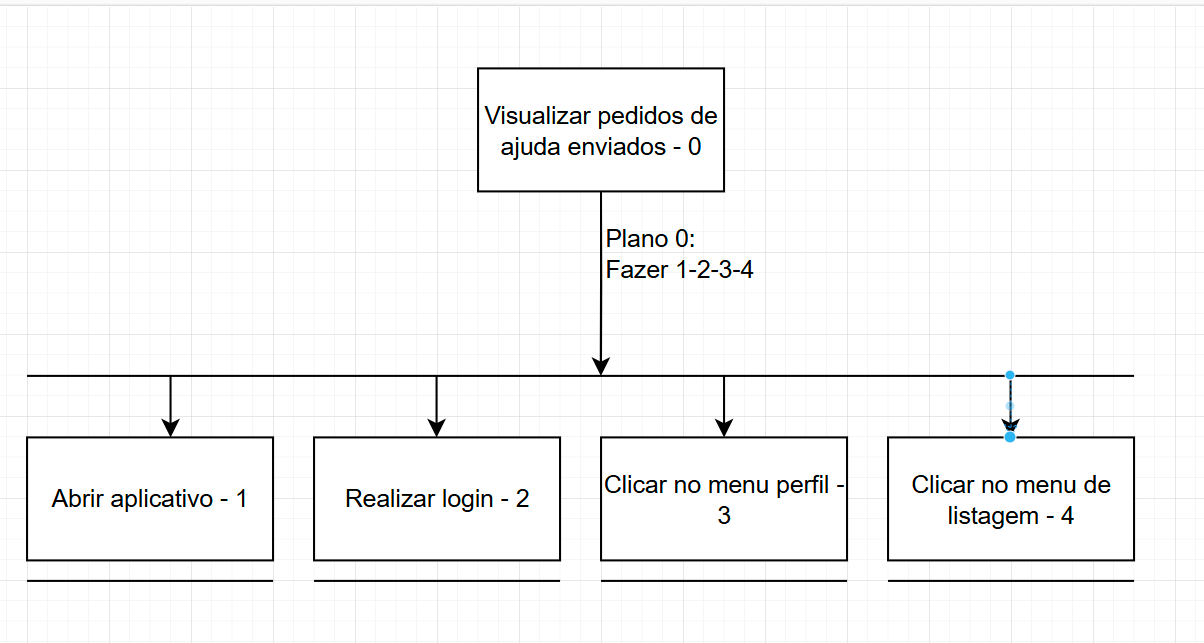 Visualizar pedidos de
ajuda enviados - 0
Plano 0:
Fazer 1-2-3-4
Abrir aplicativo - 1
Realizar login - 2
Clicar no menu perfil -
3
Clicar no menu de
listagem - 4